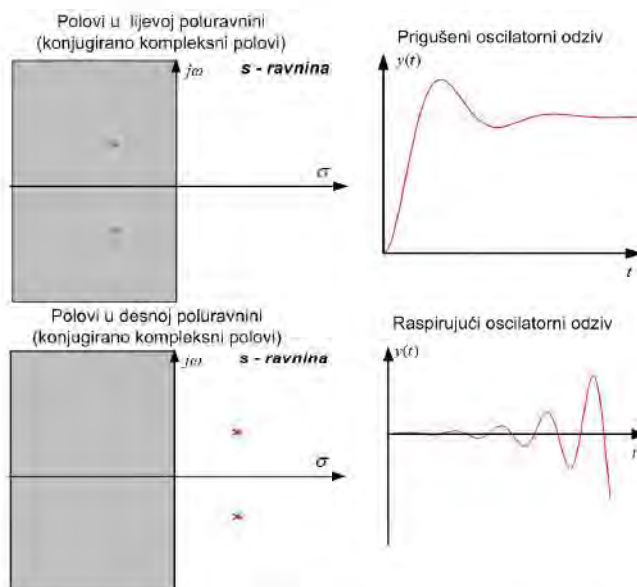 Polovi u lijevoj poluravnini
(konjugirano kompleksni polovi)
jω
s - ravnina
σ
Prigušeni oscilatorni odziv
y(t)
t
Polovi u desnoj poluravnini
(konjugirano kompleksni polovi)
jω
s - ravnina
σ
Raspirujući oscilatorni odziv
y(t)
t